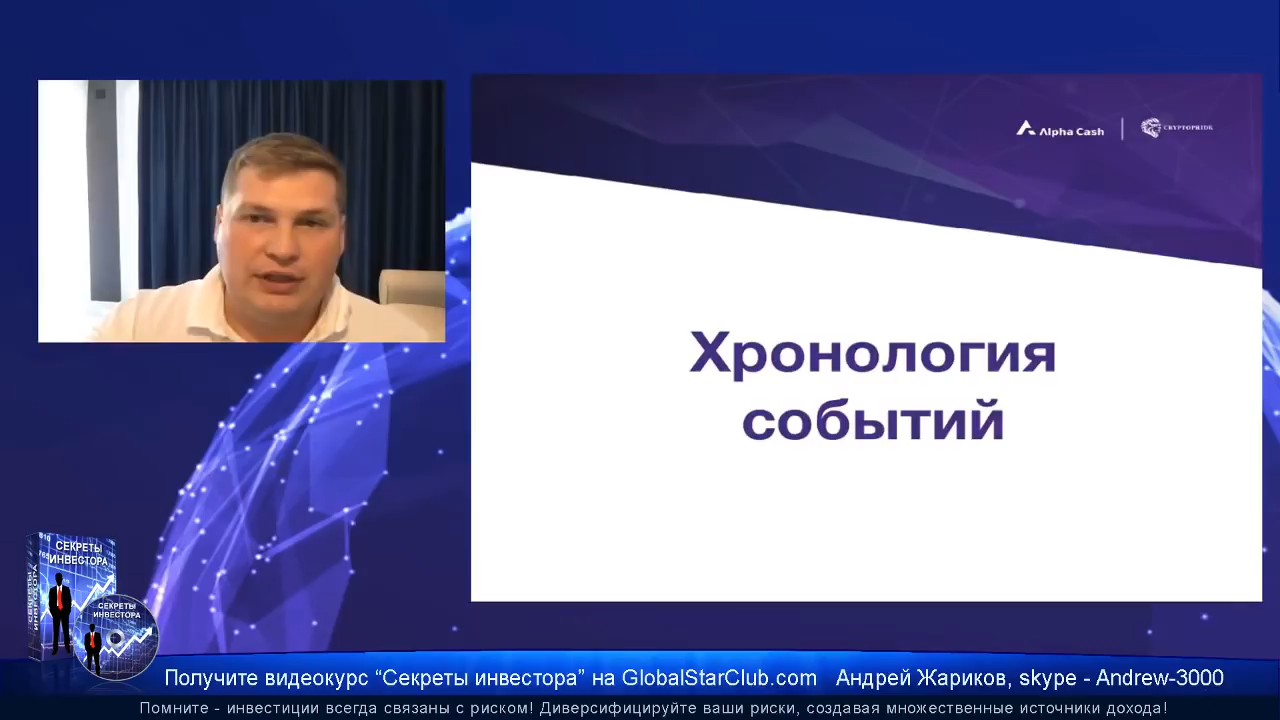 Alpha Cash
CRYPTOPRIDE
Хронология
событий
СЕКРЕТЫ
ИНВЕСТОРА
СЕКРЕТЫ
ИНВЕСТОРА
Получите видеокурс “Секреты инвестора” на GlobalStarClub.com Андрей Жариков, skype - Andrew-3000
Помните - инвестиции всегда связаны с риском! Диверсифицируйте ваши риски, создавая множественные источники дохода!